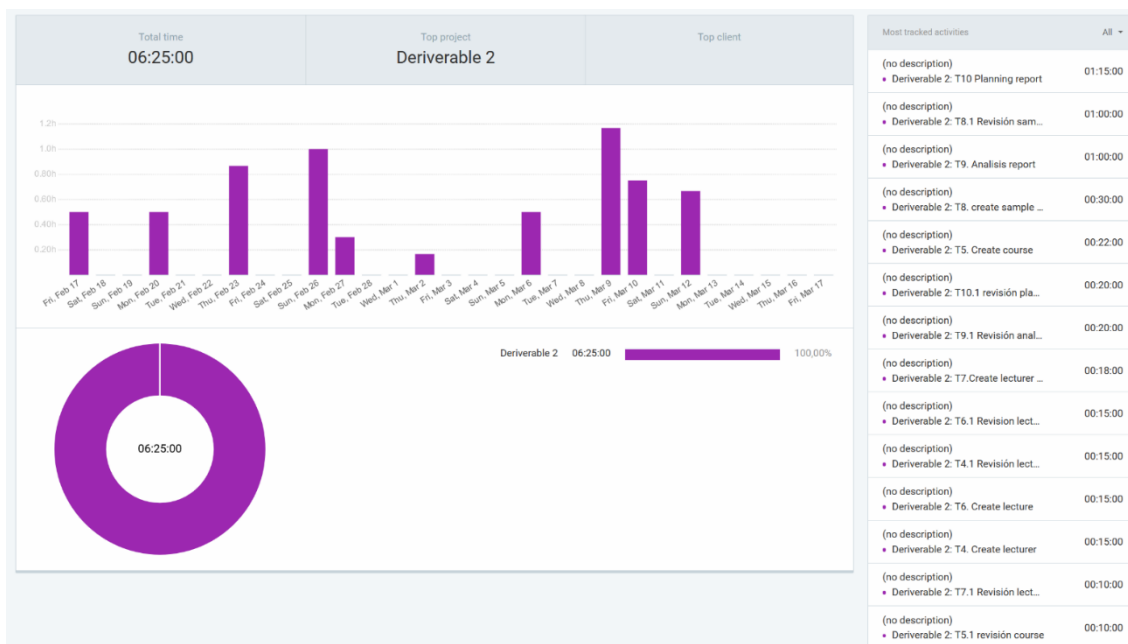 Total time
06:25:00
Top project
Deriverable 2
Top client
1.2h
1.0h
0.80h
0.60h
0.40h
0.20h
Fri, Feb 17
Sat, Feb 18
Sun, Feb 19
Mon, Feb 20
Tue, Feb 21
Wed, Feb 22
Thu, Feb 23
Fri, Feb 24
Sat, Feb 25
Sun, Feb 26
Mon, Feb 27
Tue, Feb 28
Wed, Mar 1
Thu, Mar 2
Fri, Mar 3
Sat, Mar 4
Sun, Mar 5
Mon, Mar 6
Tue, Mar 7
Wed, Mar 8
Thu, Mar 9
Fri, Mar 10
Sat, Mar 11
Sun, Mar 12
Mon, Mar 13
Tue, Mar 14
Wed, Mar 15
Thu, Mar 16
Fri, Mar 17
06:25:00
Deriverable 2 06:25:00 100,00%
Most tracked activities All
(no description)
Deriverable 2: T10 Planning report 01:15:00
(no description)
Deriverable 2: T8.1 Revisión sam... 01:00:00
(no description)
Deriverable 2: T9. Analisis report 01:00:00
(no description)
Deriverable 2: T8. create sample ... 00:30:00
(no description)
Deriverable 2: T5. Create course 00:22:00
(no description)
Deriverable 2: T10.1 revisión pla... 00:20:00
(no description)
Deriverable 2: T9.1 Revisión anal... 00:20:00
(no description)
Deriverable 2: T7.Create lecturer ... 00:18:00
(no description)
Deriverable 2: T6.1 Revision lect... 00:15:00
(no description)
Deriverable 2: T4.1 Revisión lect... 00:15:00
(no description)
Deriverable 2: T6. Create lecture 00:15:00
(no description)
Deriverable 2: T4. Create lecturer 00:15:00
(no description)
Deriverable 2: T7.1 Revisión lect... 00:10:00
(no description)
Deriverable 2: T5.1 revisión course 00:10:00